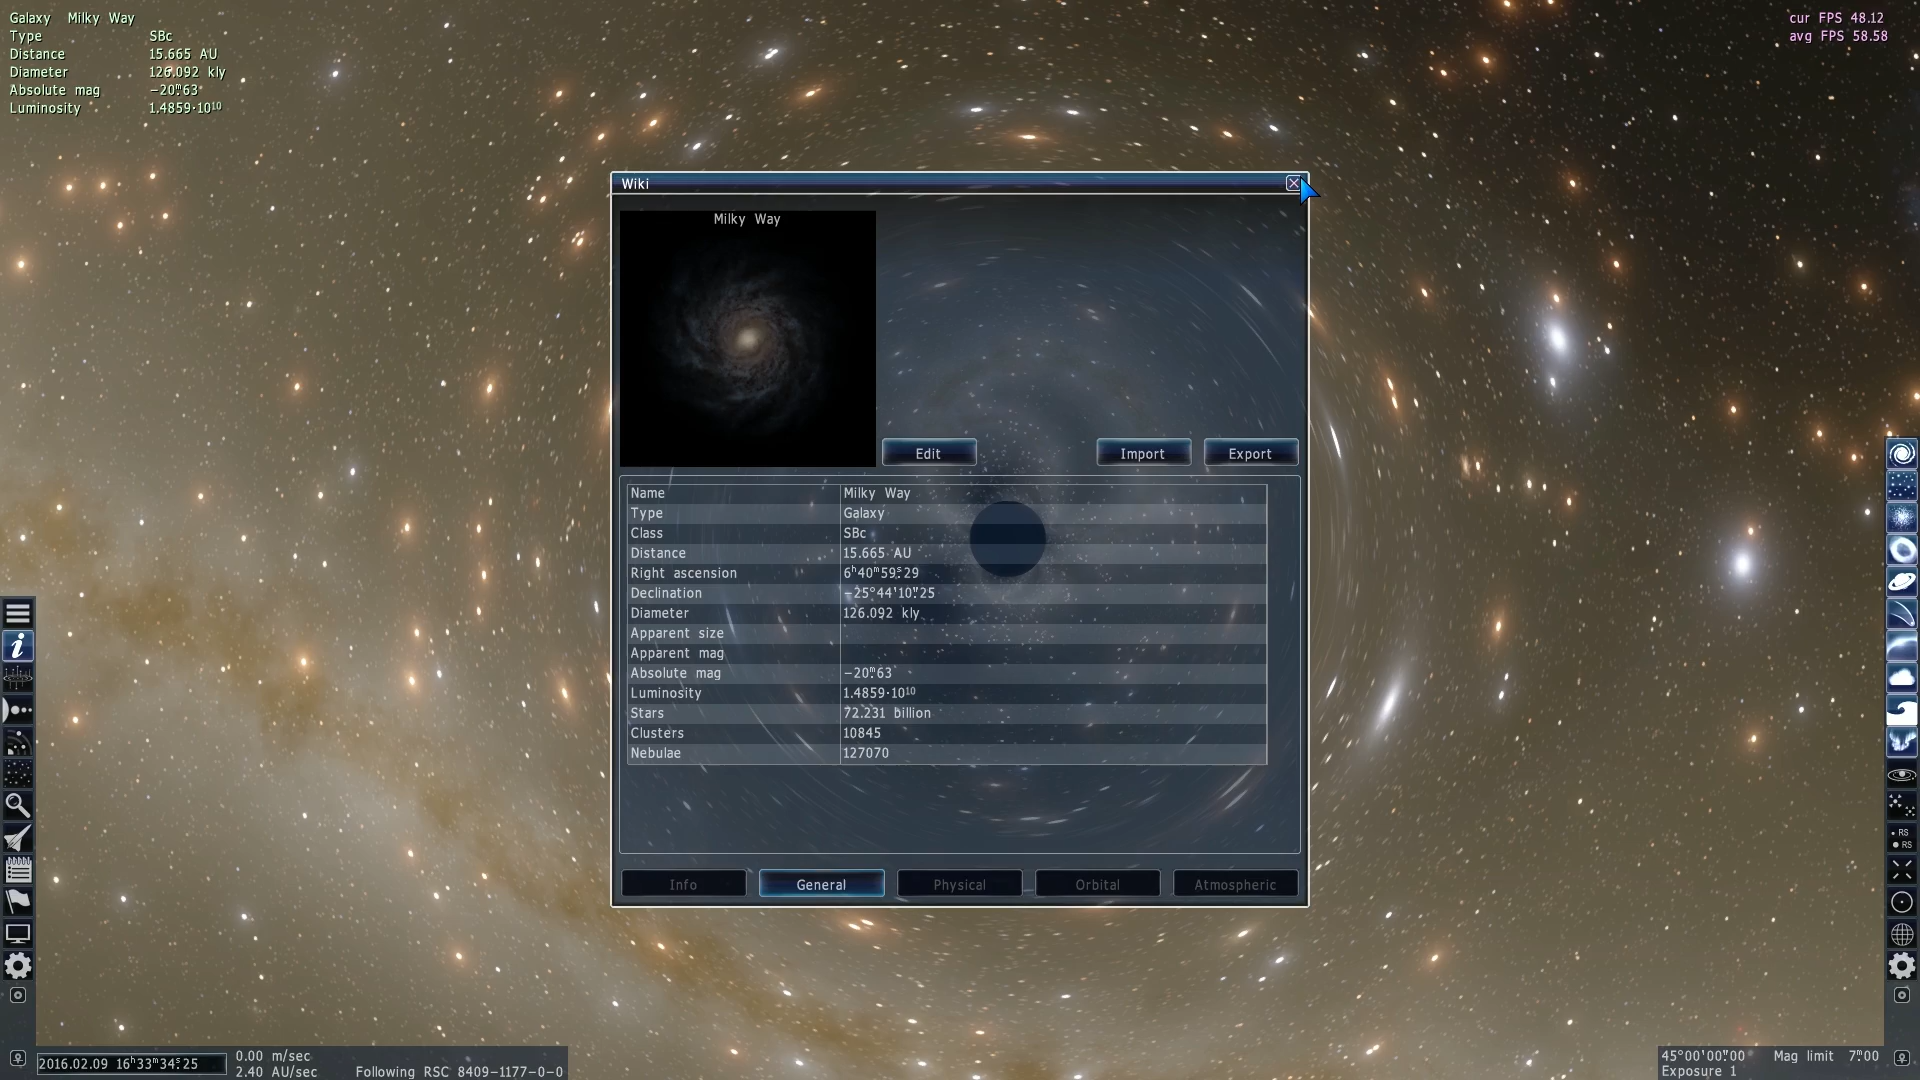 Galaxy Milky Way
Type SBc
Distance 15.665 AU
Diameter 126.092 kly
Absolute mag −20ᵐ.63
Luminosity 1.4859·10¹⁰
cur FPS 48.12
avg FPS 58.58
Wiki
Milky Way
Edit Import Export
Name Milky Way
Type Galaxy
Class SBc
Distance 15.665 AU
Right ascension 6ʰ40ᵐ59ˢ.29
Declination −25°44'10".25
Diameter 126.092 kly
Apparent size
Apparent mag
Absolute mag −20ᵐ.63
Luminosity 1.4859·10¹⁰
Stars 72.231 billion
Clusters 10845
Nebulae 127070
Info General Physical Orbital Atmospheric
RS
RS
2016.02.09 16ʰ33ᵐ34ˢ.25
0.00 m/sec
2.40 AU/sec Following RSC 8409-1177-0-0
45°00'00".00 Mag limit 7ᵐ.00
Exposure 1